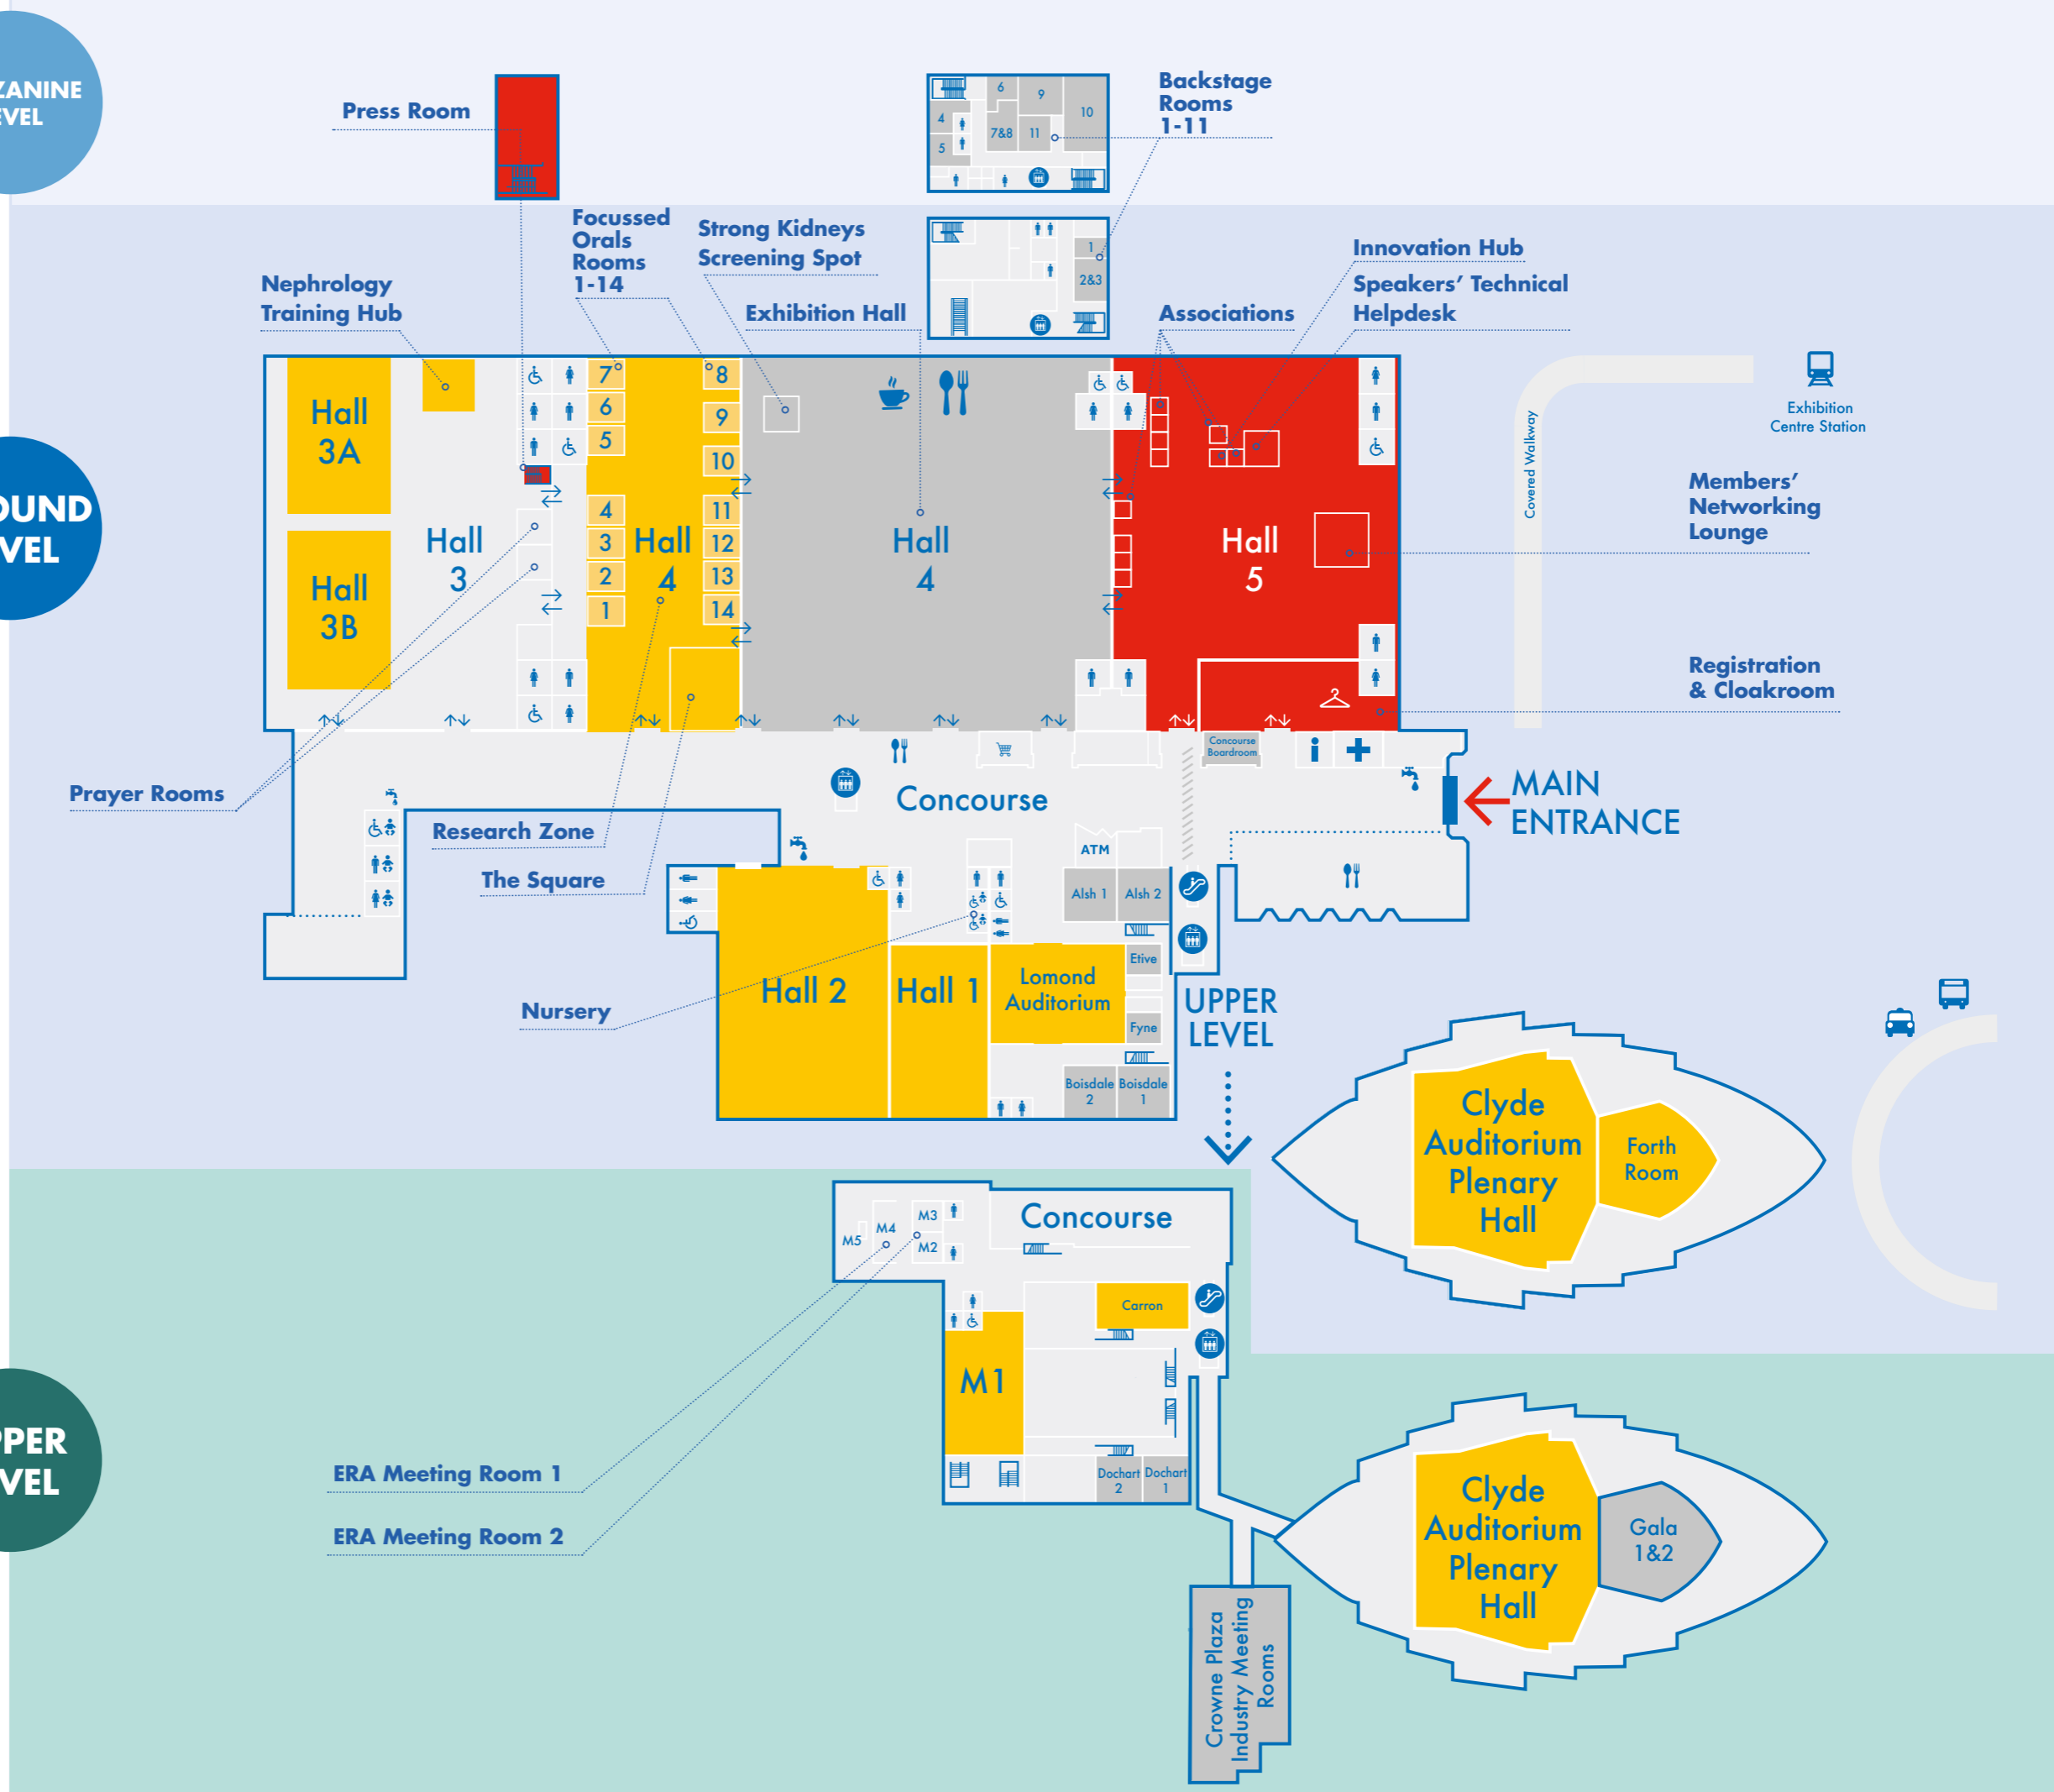 ZANINE
EVEL
Press Room
6
9
10
4
7&8
11
5
Backstage
Rooms
1-11
1
2&3
Focussed
Orals
Rooms
1-14
Strong Kidneys
Screening Spot
Nephrology
Training Hub
Exhibition Hall
Associations
Innovation Hub
Speakers' Technical
Helpdesk
OUND
VEL
Hall
3A
Hall
3B
Hall
3
7
6
5
4
3
2
1
Hall
4
8
9
10
11
12
13
14
Hall
4
Hall
5
Covered Walkway
Exhibition
Centre Station
Members'
Networking
Lounge
Registration
& Cloakroom
Concourse
Boardroom
i
MAIN
ENTRANCE
Prayer Rooms
Concourse
Research Zone
The Square
ATM
Alsh 1
Alsh 2
Nursery
Hall 2
Hall 1
Lomond
Auditorium
Etive
Fyne
Boisdale
2
Boisdale
1
UPPER
LEVEL
Clyde
Auditorium
Plenary
Hall
Forth
Room
PPER
VEL
M5
M4
M3
M2
Concourse
Carron
M1
Dochart
2
Dochart
1
ERA Meeting Room 1
ERA Meeting Room 2
Clyde
Auditorium
Plenary
Hall
Gala
1&2
Crowne Plaza
Industry Meeting
Rooms